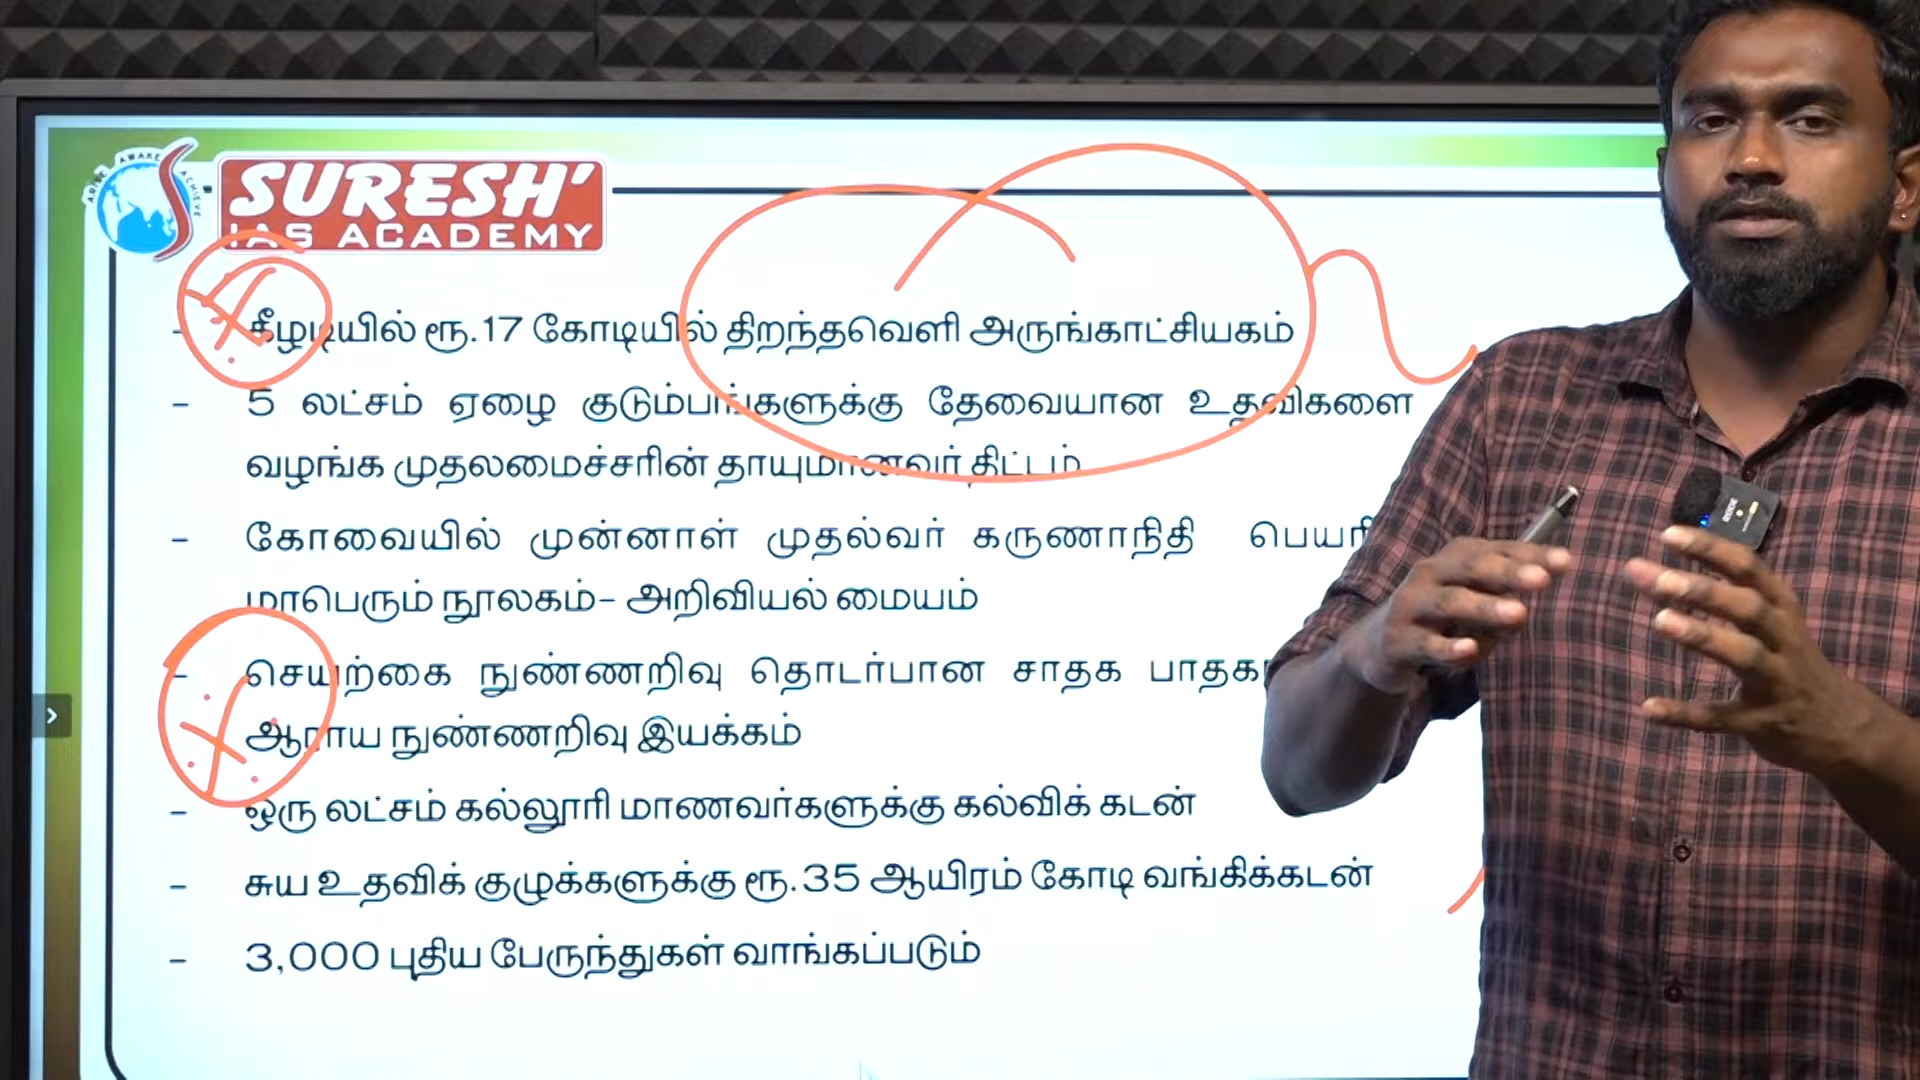 ARISE AWAKE ACHIEVE
SURESH'
IAS ACADEMY
- கீழடியில் ரூ.17 கோடியில் திறந்தவெளி அருங்காட்சியகம்
- 5 லட்சம் ஏழை குடும்பங்களுக்கு தேவையான உதவிகளை
வழங்க முதலமைச்சரின் தாயுமானவர் திட்டம்
- கோவையில் முன்னாள் முதல்வர் கருணாநிதி
மாபெரும் நூலகம்- அறிவியல் மையம்
- செயற்கை நுண்ணறிவு தொடர்பான சாதக
ஆராய நுண்ணறிவு இயக்கம்
- ஒரு லட்சம் கல்லூரி மாணவர்களுக்கு கல்விக் கடன்
- சுய உதவிக் குழுக்களுக்கு ரூ.35 ஆயிரம் கோடி வங்கிக்கடன்
- 3,000 புதிய பேருந்துகள் வாங்கப்படும்